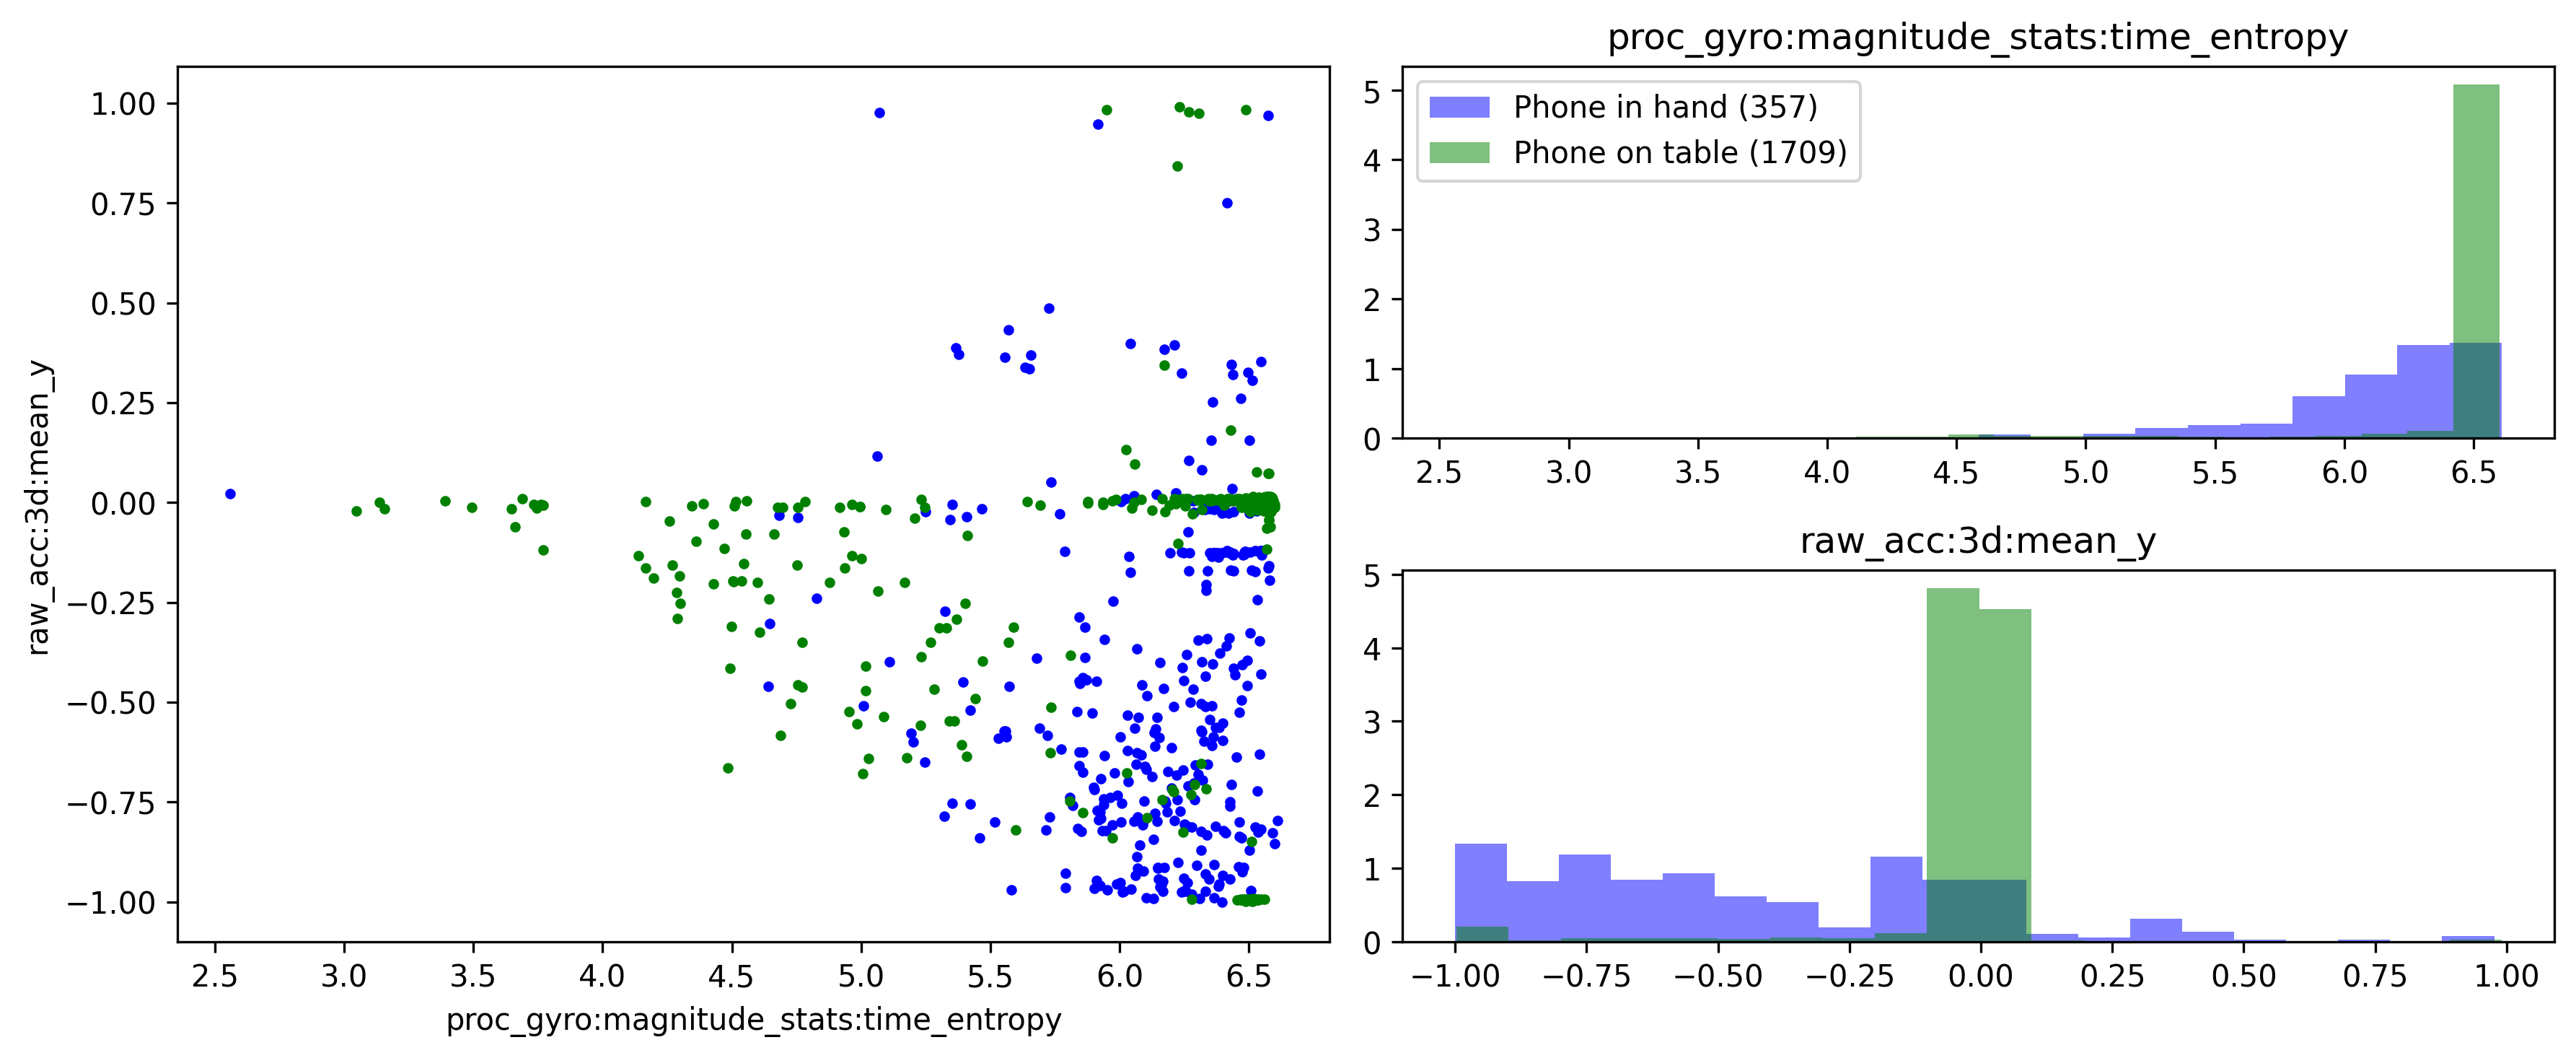 raw_acc:3d:mean_y
1.00
0.75
0.50
0.25
0.00
−0.25
−0.50
−0.75
−1.00
2.5 3.0 3.5 4.0 4.5 5.0 5.5 6.0 6.5
proc_gyro:magnitude_stats:time_entropy
proc_gyro:magnitude_stats:time_entropy
5
4
3
2
1
0
Phone in hand (357)
Phone on table (1709)
2.5 3.0 3.5 4.0 4.5 5.0 5.5 6.0 6.5
raw_acc:3d:mean_y
5
4
3
2
1
0
−1.00 −0.75 −0.50 −0.25 0.00 0.25 0.50 0.75 1.00